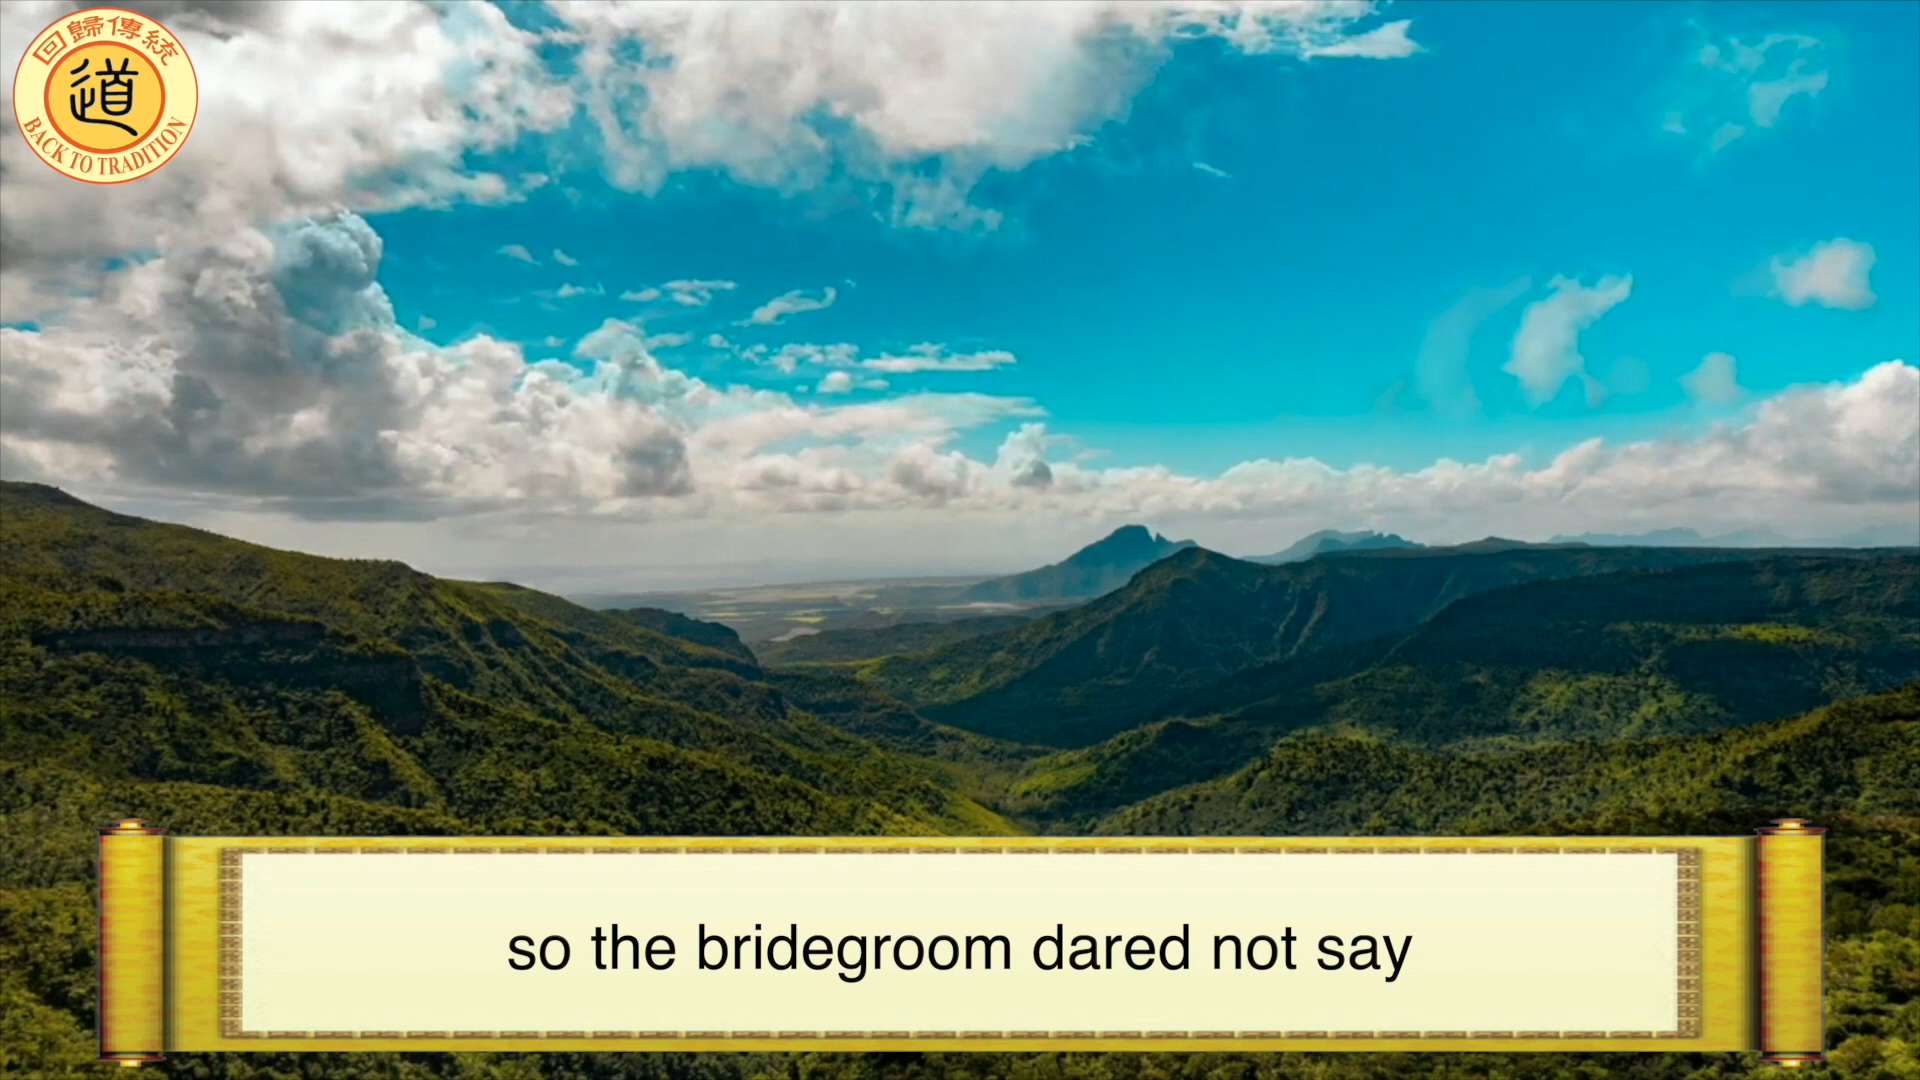 回歸傳統
道
BACK TO TRADITION
so the bridegroom dared not say